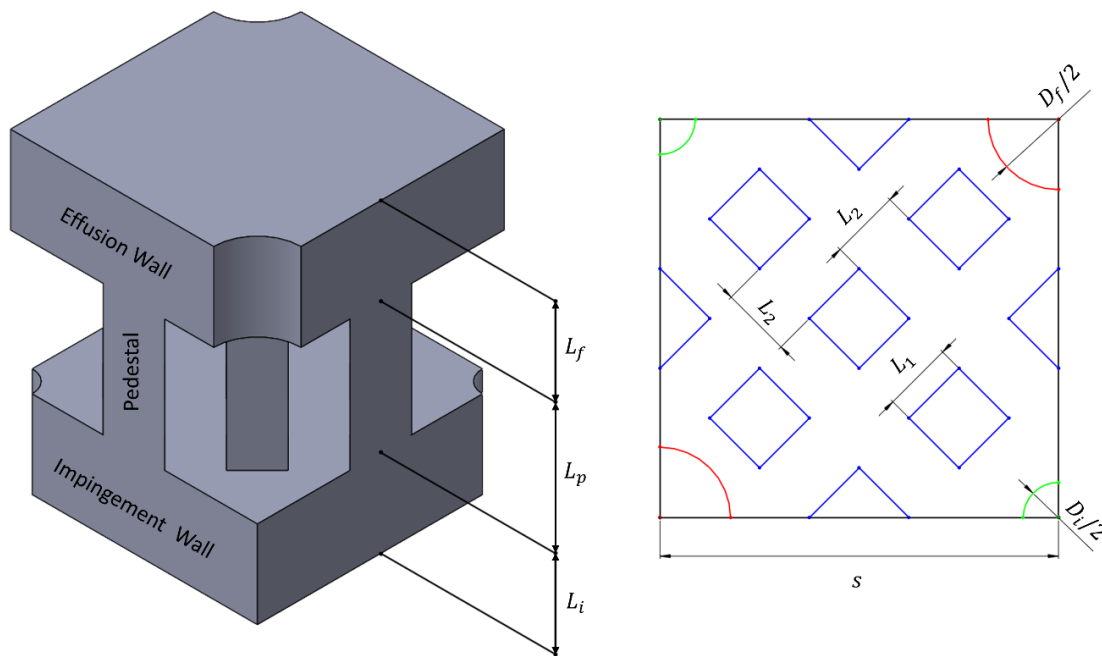 Effusion Wall
Pedestal
Impingement Wall
L_f
L_p
L_i
D_f/2
L_2
L_2
L_1
D_i/2
s